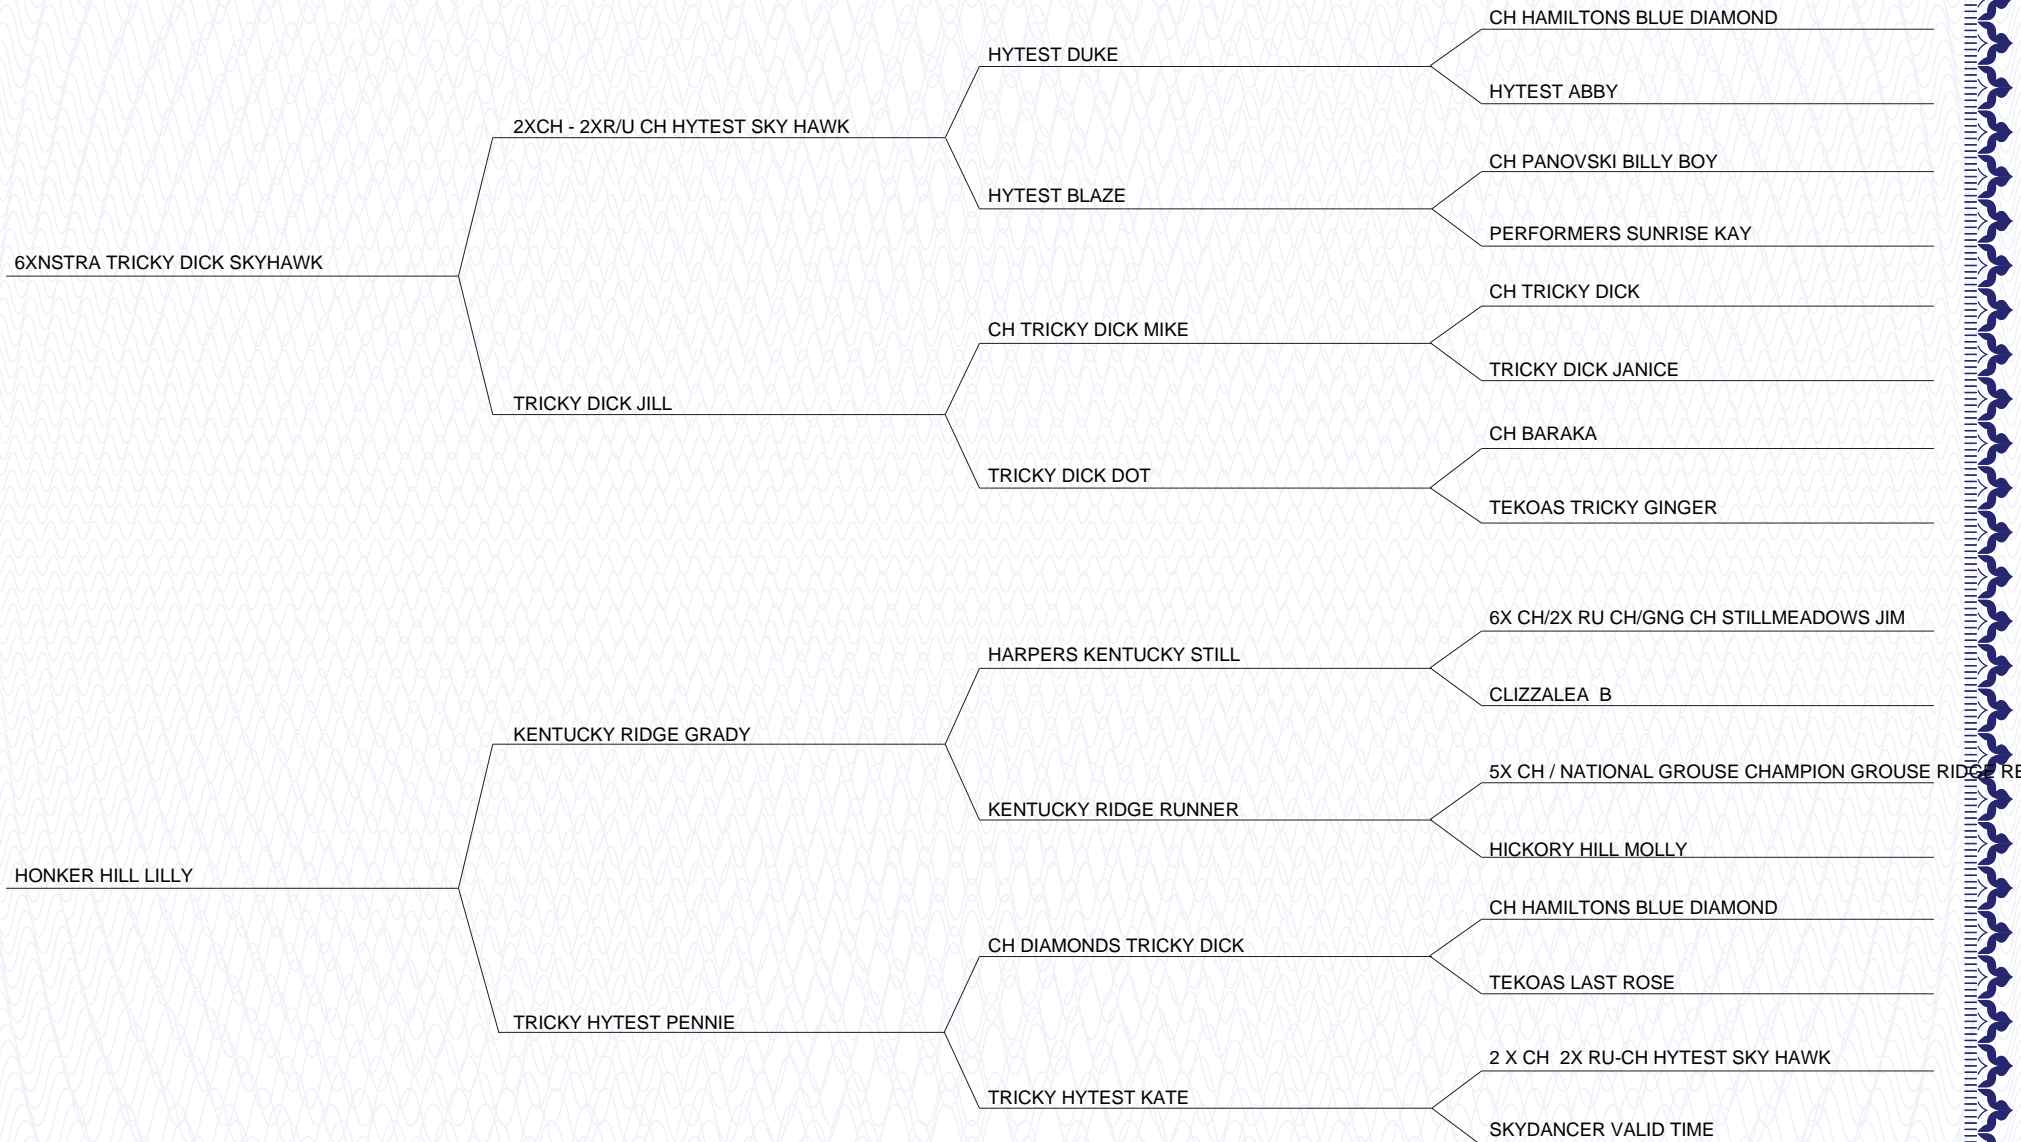 CH HAMILTONS BLUE DIAMOND
HYTEST DUKE
HYTEST ABBY
2XCH - 2XR/U CH HYTEST SKY HAWK
CH PANOVSKI BILLY BOY
HYTEST BLAZE
PERFORMERS SUNRISE KAY
6XNSTRA TRICKY DICK SKYHAWK
CH TRICKY DICK
CH TRICKY DICK MIKE
TRICKY DICK JANICE
TRICKY DICK JILL
CH BARAKA
TRICKY DICK DOT
TEKOAS TRICKY GINGER
6X CH/2X RU CH/GNG CH STILLMEADOWS JIM
HARPERS KENTUCKY STILL
CLIZZALEA  B
KENTUCKY RIDGE GRADY
5X CH / NATIONAL GROUSE CHAMPION GROUSE RIDGE
KENTUCKY RIDGE RUNNER
HICKORY HILL MOLLY
HONKER HILL LILLY
CH HAMILTONS BLUE DIAMOND
CH DIAMONDS TRICKY DICK
TEKOAS LAST ROSE
TRICKY HYTEST PENNIE
2 X CH  2X RU-CH HYTEST SKY HAWK
TRICKY HYTEST KATE
SKYDANCER VALID TIME